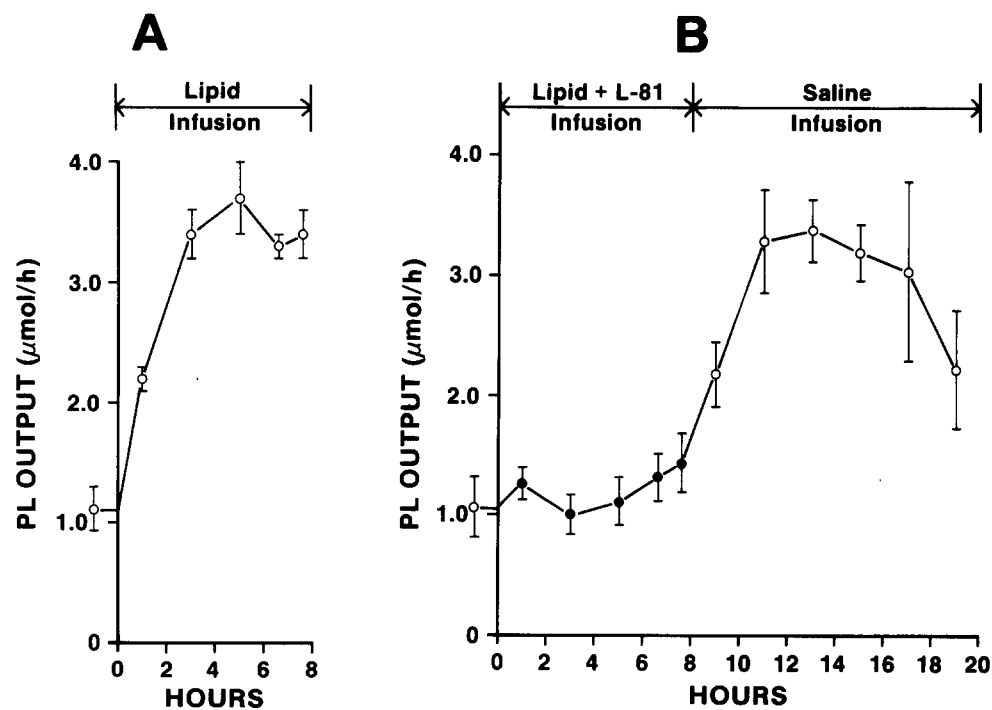 A
Lipid
Infusion
4.0
3.0
2.0
1.0
0
PL OUTPUT (μmol/h)
0 2 4 6 8
HOURS
B
Lipid + L-81
Infusion
Saline
Infusion
4.0
3.0
2.0
1.0
0
PL OUTPUT (μmol/h)
0 2 4 6 8 10 12 14 16 18 20
HOURS